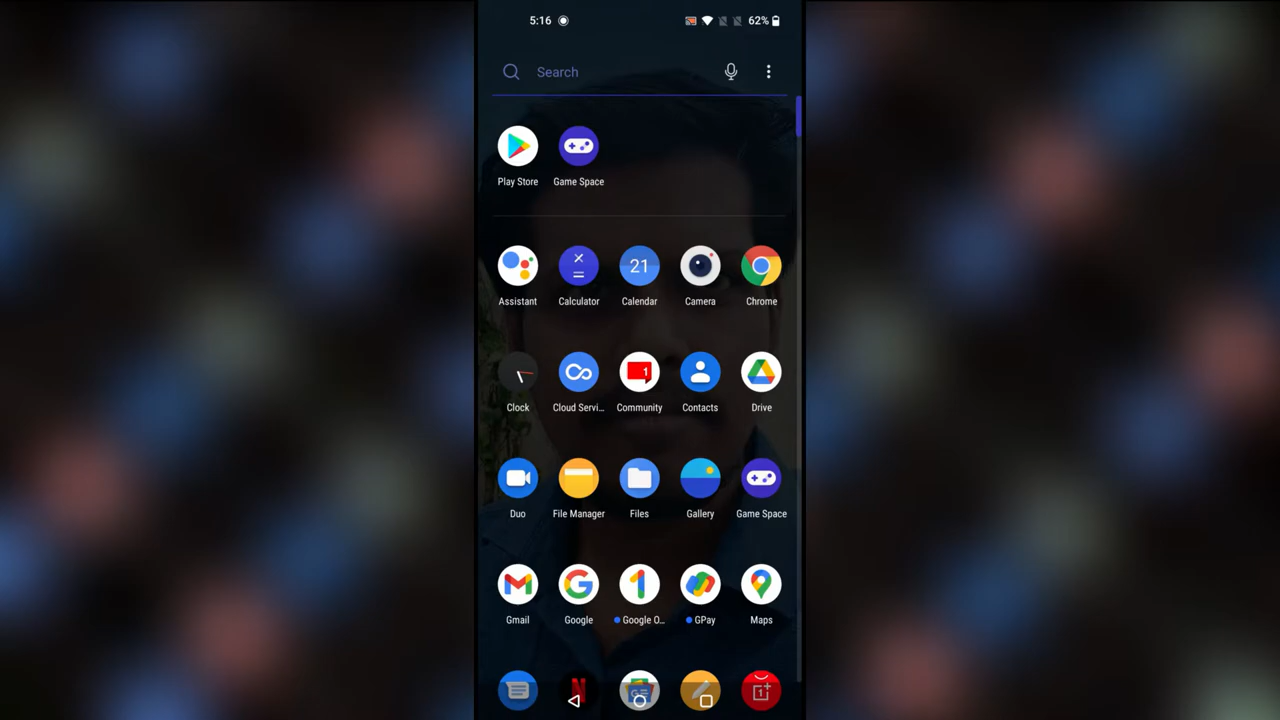 5:16 62%
Search
Play Store Game Space
21
Assistant Calculator Calendar Camera Chrome
1
Clock Cloud Servi... Community Contacts Drive
Duo File Manager Files Gallery Game Space
Gmail Google Google O... GPay Maps